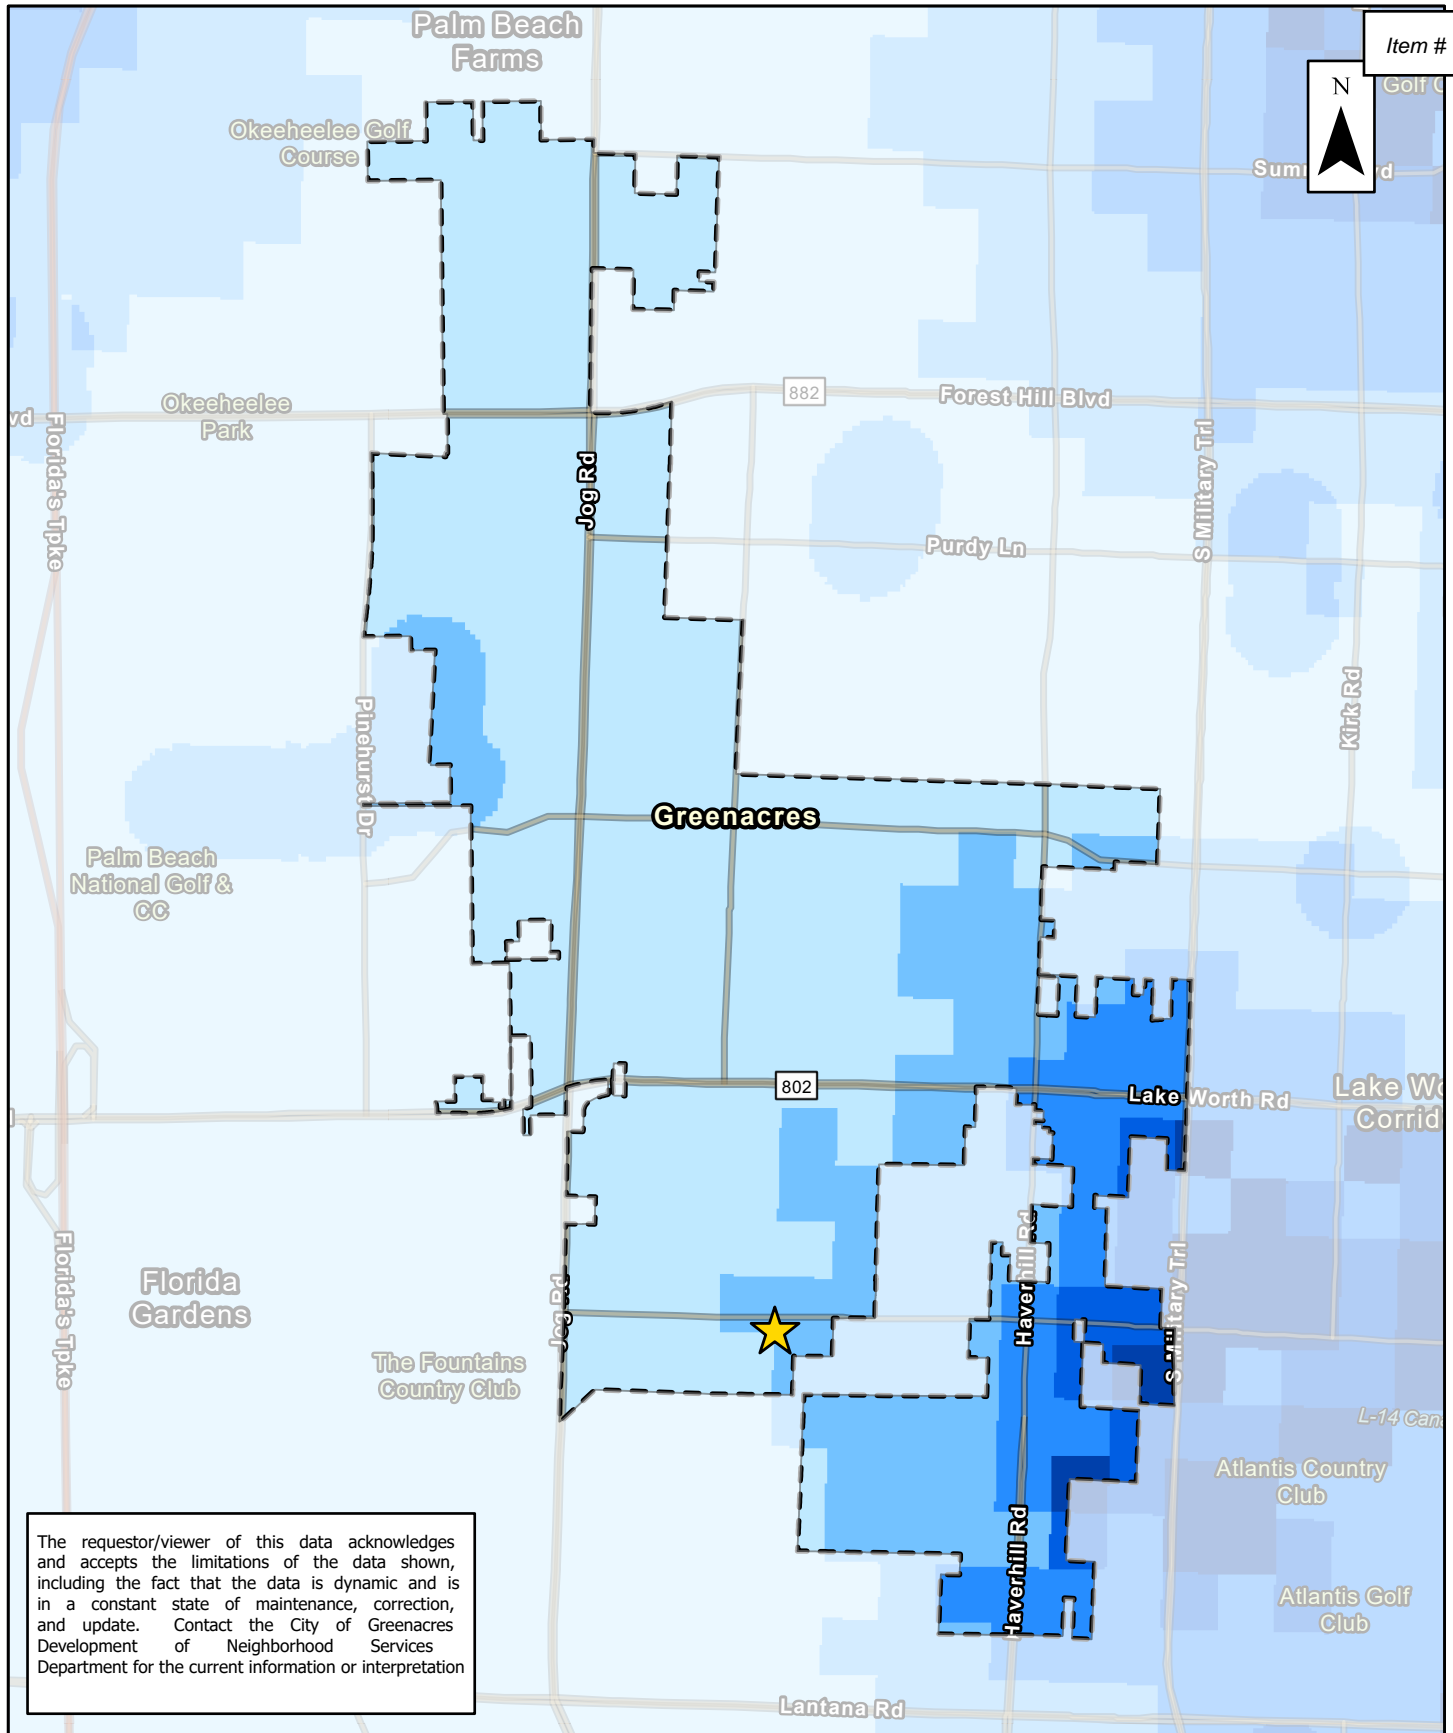 Palm Beach
Farms
Item #
N
Golf C
Okeeheelee Golf
Course
vd
882
Forest Hill Blvd
Okeeheelee
Park
Florida's Tpke
Jog Rd
S Military Trl
Purdy Ln
Pinehurst Dr
Kirk Rd
Greenacres
Palm Beach
National Golf &
CC
802
Lake Worth Rd
Lake Wo
Corrid
Florida's Tpke
Florida
Gardens
Jog Rd
Haverhill Rd
Haverhill Rd
S Military Trl
The Fountains
Country Club
L-14 Cana
Atlantis Country
Club
Haverhill Rd
Atlantis Golf
Club
The requestor/viewer of this data acknowledges
and accepts the limitations of the data shown,
including the fact that the data is dynamic and is
in a constant state of maintenance, correction,
and update. Contact the City of Greenacres
Development of Neighborhood Services
Department for the current information or interpretation
Lantana Rd